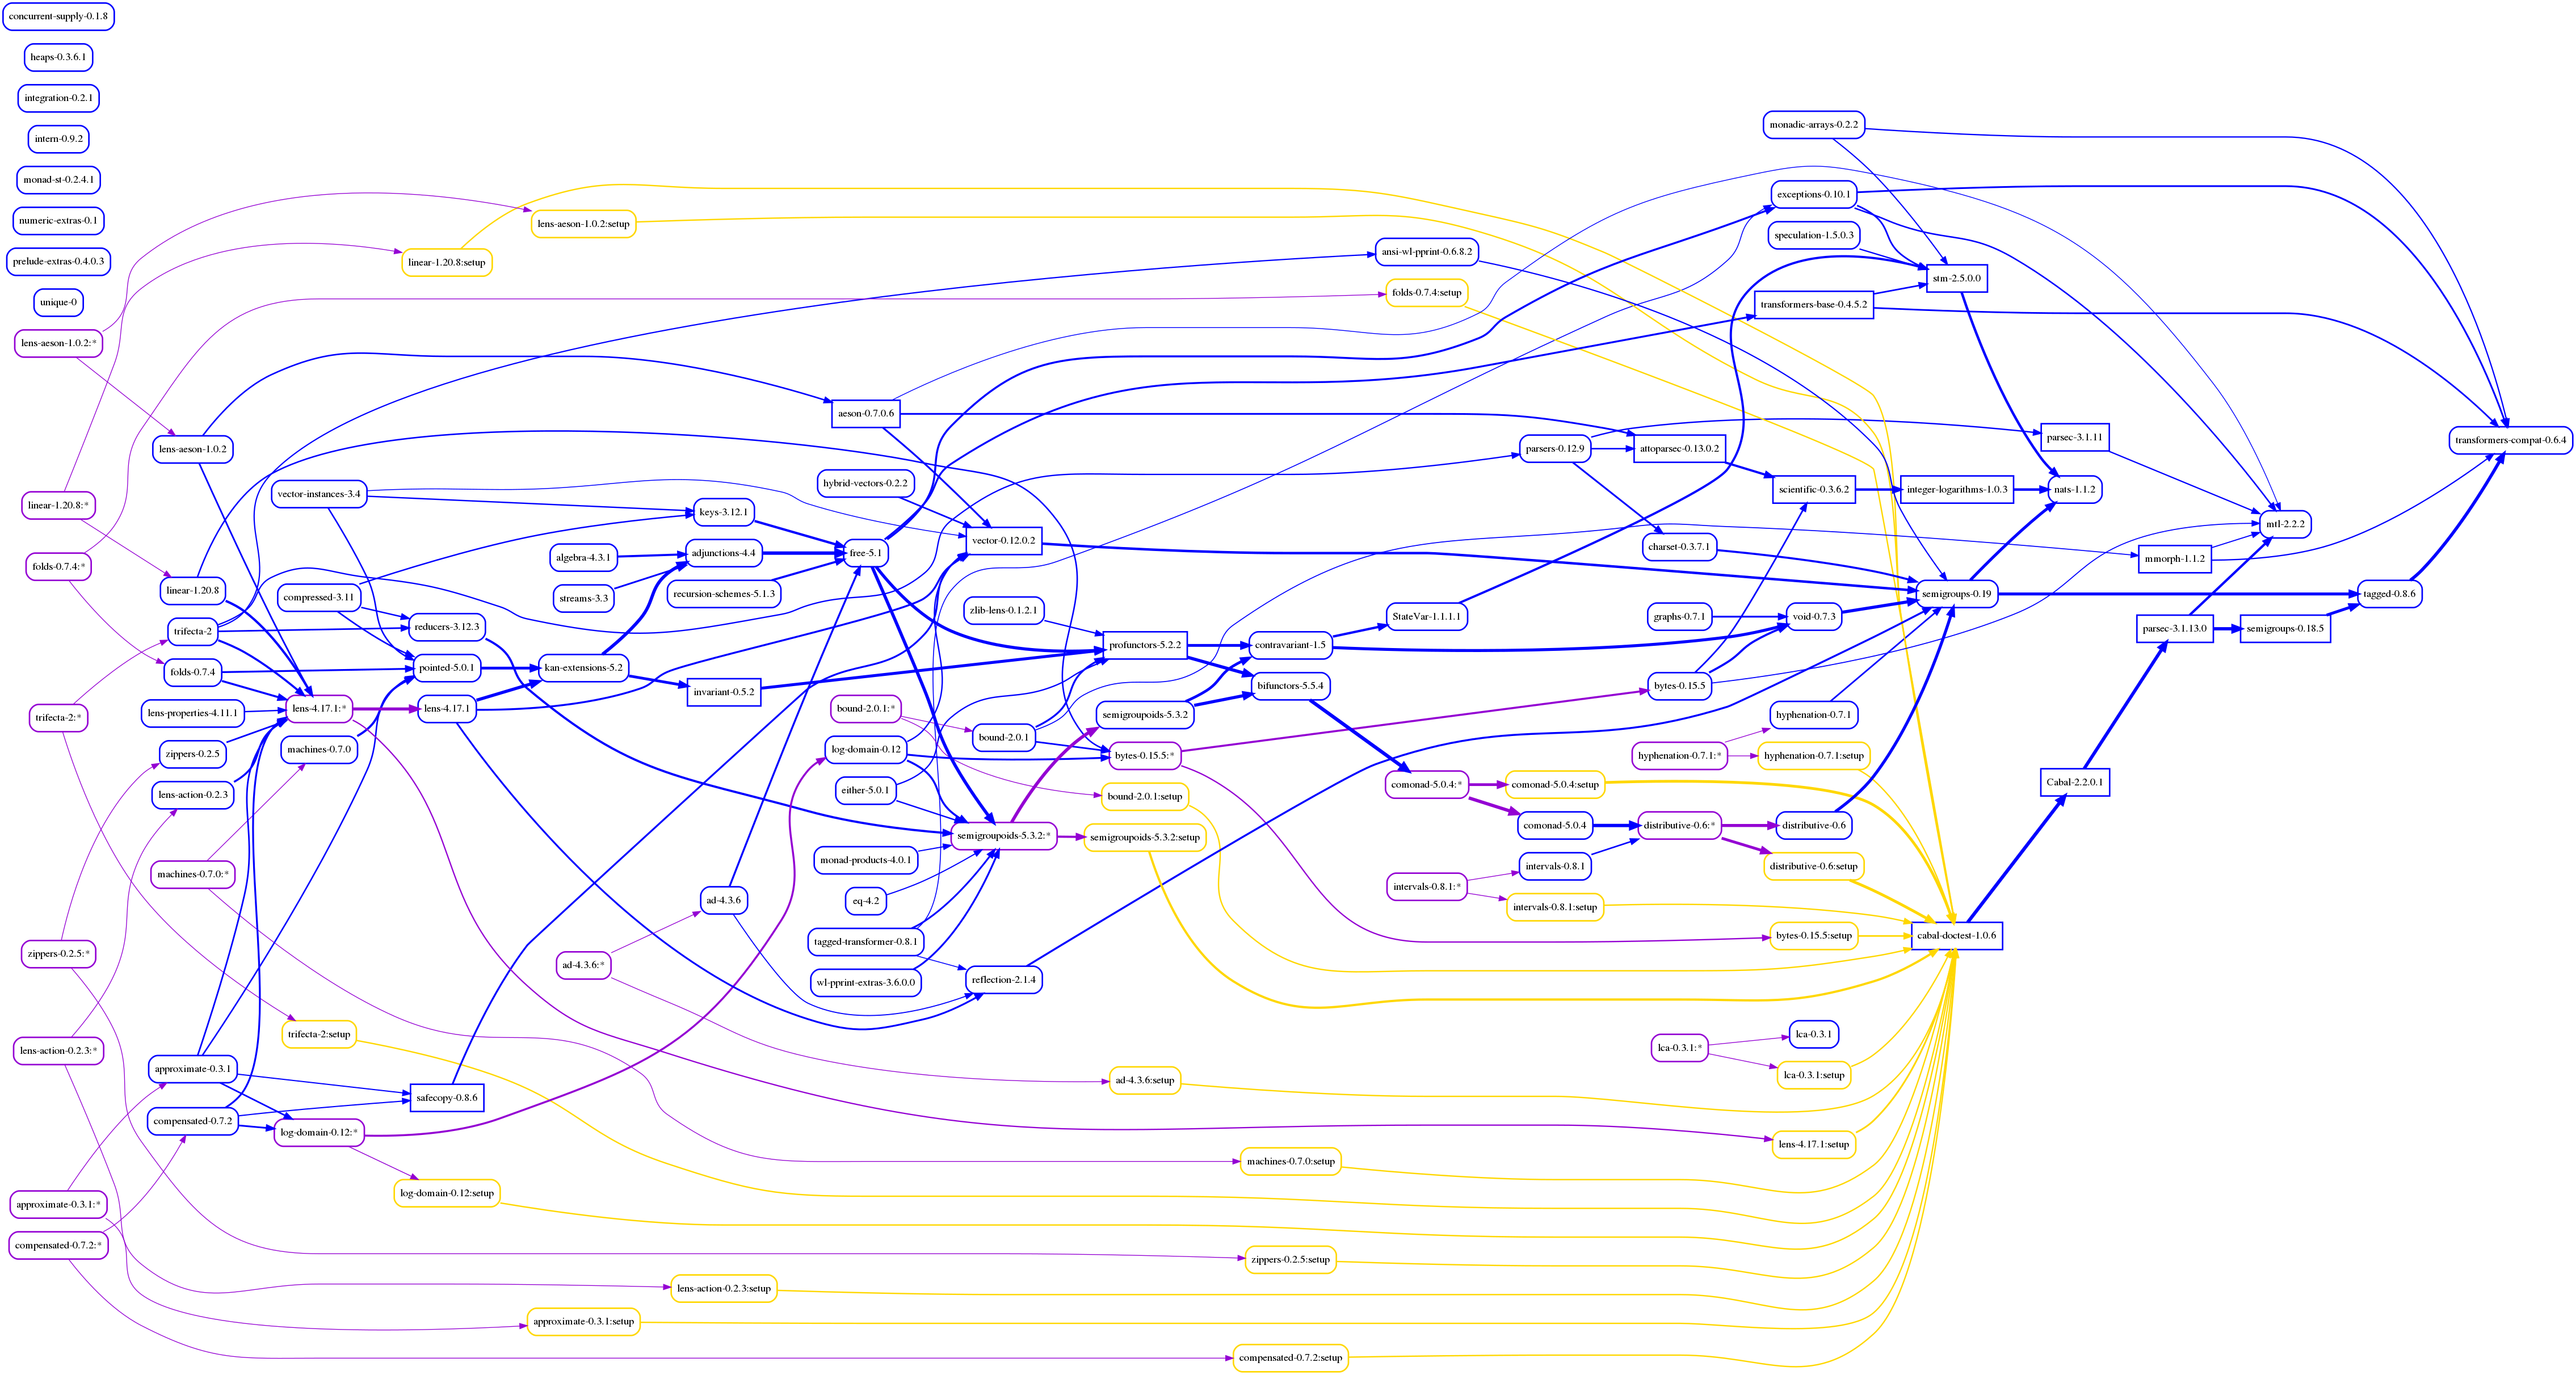 concurrent-supply-0.1.8
heaps-0.3.6.1
integration-0.2.1
intern-0.9.2
monad-st-0.2.4.1
numeric-extras-0.1
prelude-extras-0.4.0.3
unique-0
lens-aeson-1.0.2:*
linear-1.20.8:*
folds-0.7.4:*
trifecta-2:*
zippers-0.2.5:*
lens-action-0.2.3:*
approximate-0.3.1:*
compensated-0.7.2:*
lens-aeson-1.0.2
linear-1.20.8
trifecta-2
folds-0.7.4
lens-properties-4.11.1
zippers-0.2.5
lens-action-0.2.3
machines-0.7.0:*
approximate-0.3.1
compensated-0.7.2
vector-instances-3.4
compressed-3.11
lens-4.17.1:*
machines-0.7.0
trifecta-2:setup
log-domain-0.12:*
linear-1.20.8:setup
reducers-3.12.3
pointed-5.0.1
lens-4.17.1
safecopy-0.8.6
log-domain-0.12:setup
lens-aeson-1.0.2:setup
algebra-4.3.1
streams-3.3
kan-extensions-5.2
ad-4.3.6:*
approximate-0.3.1:setup
keys-3.12.1
adjunctions-4.4
recursion-schemes-5.1.3
invariant-0.5.2
ad-4.3.6
lens-action-0.2.3:setup
aeson-0.7.0.6
hybrid-vectors-0.2.2
free-5.1
bound-2.0.1:*
log-domain-0.12
either-5.0.1
monad-products-4.0.1
eq-4.2
tagged-transformer-0.8.1
wl-pprint-extras-3.6.0.0
vector-0.12.0.2
zlib-lens-0.1.2.1
bound-2.0.1
semigroupoids-5.3.2:*
reflection-2.1.4
profunctors-5.2.2
semigroupoids-5.3.2
bytes-0.15.5:*
bound-2.0.1:setup
semigroupoids-5.3.2:setup
ad-4.3.6:setup
contravariant-1.5
bifunctors-5.5.4
machines-0.7.0:setup
zippers-0.2.5:setup
compensated-0.7.2:setup
ansi-wl-pprint-0.6.8.2
folds-0.7.4:setup
StateVar-1.1.1.1
comonad-5.0.4:*
intervals-0.8.1:*
parsers-0.12.9
comonad-5.0.4:setup
comonad-5.0.4
intervals-0.8.1
intervals-0.8.1:setup
attoparsec-0.13.0.2
charset-0.3.7.1
graphs-0.7.1
bytes-0.15.5
hyphenation-0.7.1:*
distributive-0.6:*
lca-0.3.1:*
monadic-arrays-0.2.2
exceptions-0.10.1
speculation-1.5.0.3
transformers-base-0.4.5.2
scientific-0.3.6.2
void-0.7.3
hyphenation-0.7.1
hyphenation-0.7.1:setup
distributive-0.6
distributive-0.6:setup
bytes-0.15.5:setup
lca-0.3.1
lca-0.3.1:setup
lens-4.17.1:setup
stm-2.5.0.0
integer-logarithms-1.0.3
semigroups-0.19
cabal-doctest-1.0.6
parsec-3.1.11
nats-1.1.2
Cabal-2.2.0.1
mmorph-1.1.2
parsec-3.1.13.0
mtl-2.2.2
semigroups-0.18.5
tagged-0.8.6
transformers-compat-0.6.4